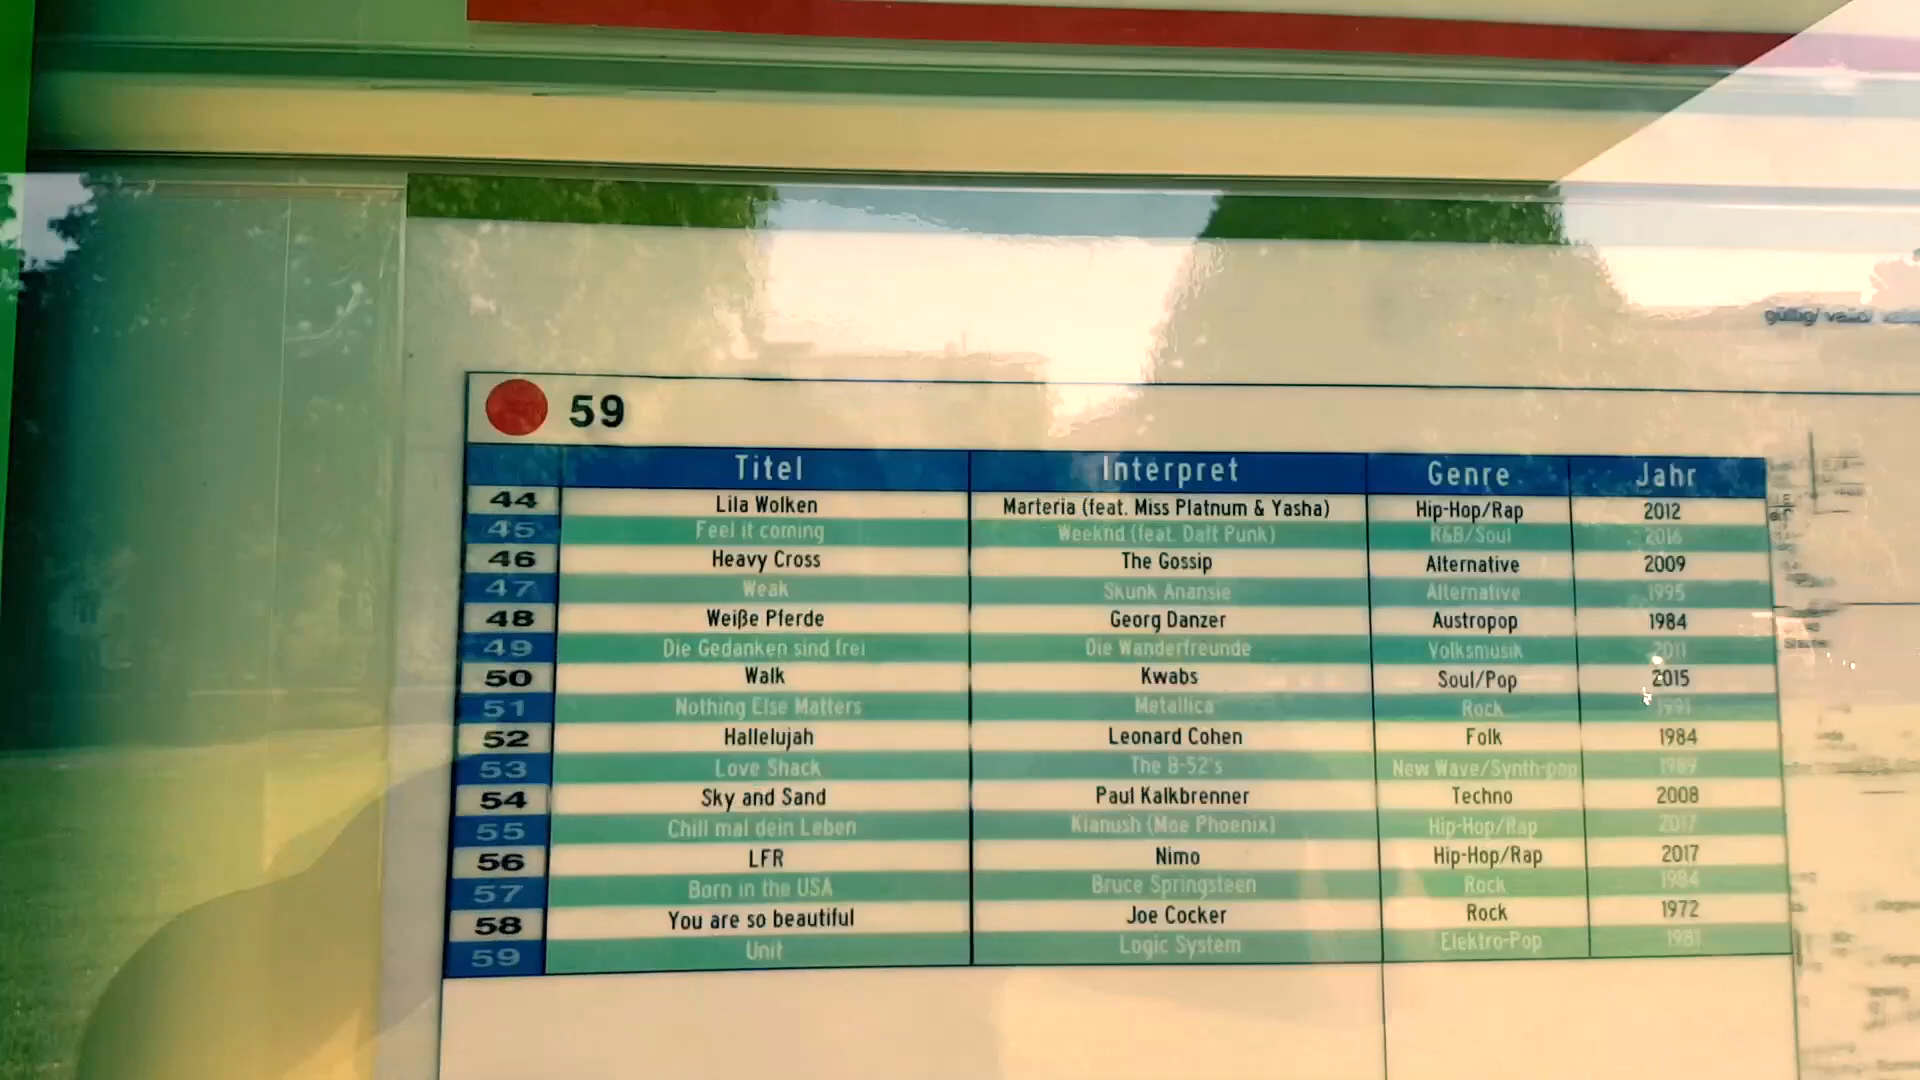 gültig/ valid/
59
Titel Interpret Genre Jahr
44 Lila Wolken Marteria (feat. Miss Platnum & Yasha) Hip-Hop/Rap 2012
45 Feel it coming Weeknd (feat. Daft Punk) R&B/Soul 2016
46 Heavy Cross The Gossip Alternative 2009
47 Weak Skunk Anansie Alternative 1995
48 Weiße Pferde Georg Danzer Austropop 1984
49 Die Gedanken sind frei Die Wanderfreunde Volksmusik 2011
50 Walk Kwabs Soul/Pop 2015
51 Nothing Else Matters Metallica Rock 1991
52 Hallelujah Leonard Cohen Folk 1984
53 Love Shack The B-52's New Wave/Synth-pop 1989
54 Sky and Sand Paul Kalkbrenner Techno 2008
55 Chill mal dein Leben Kianush (Moe Phoenix) Hip-Hop/Rap 2017
56 LFR Nimo Hip-Hop/Rap 2017
57 Born in the USA Bruce Springsteen Rock 1984
58 You are so beautiful Joe Cocker Rock 1972
59 Unit Logic System Elektro-Pop 1981